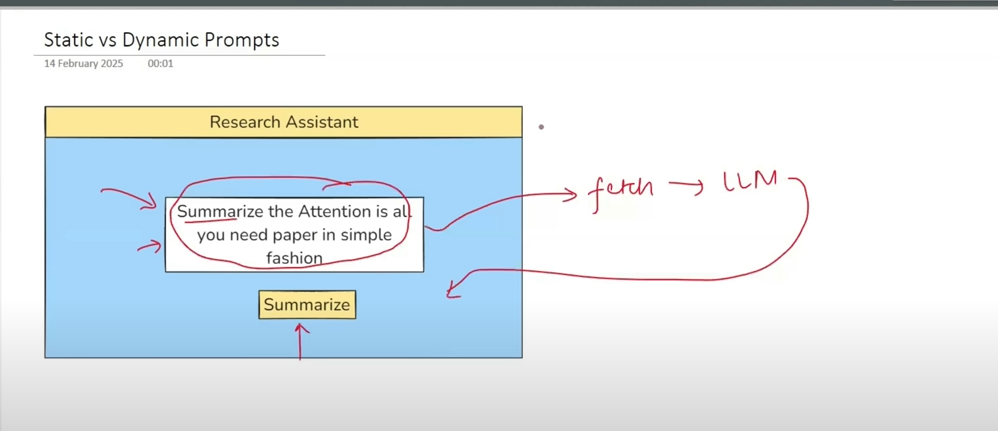 Static vs Dynamic Prompts
14 February 2025 00:01
Research Assistant
Summarize the Attention is all
you need paper in simple
fashion
Summarize
fetch → LLM